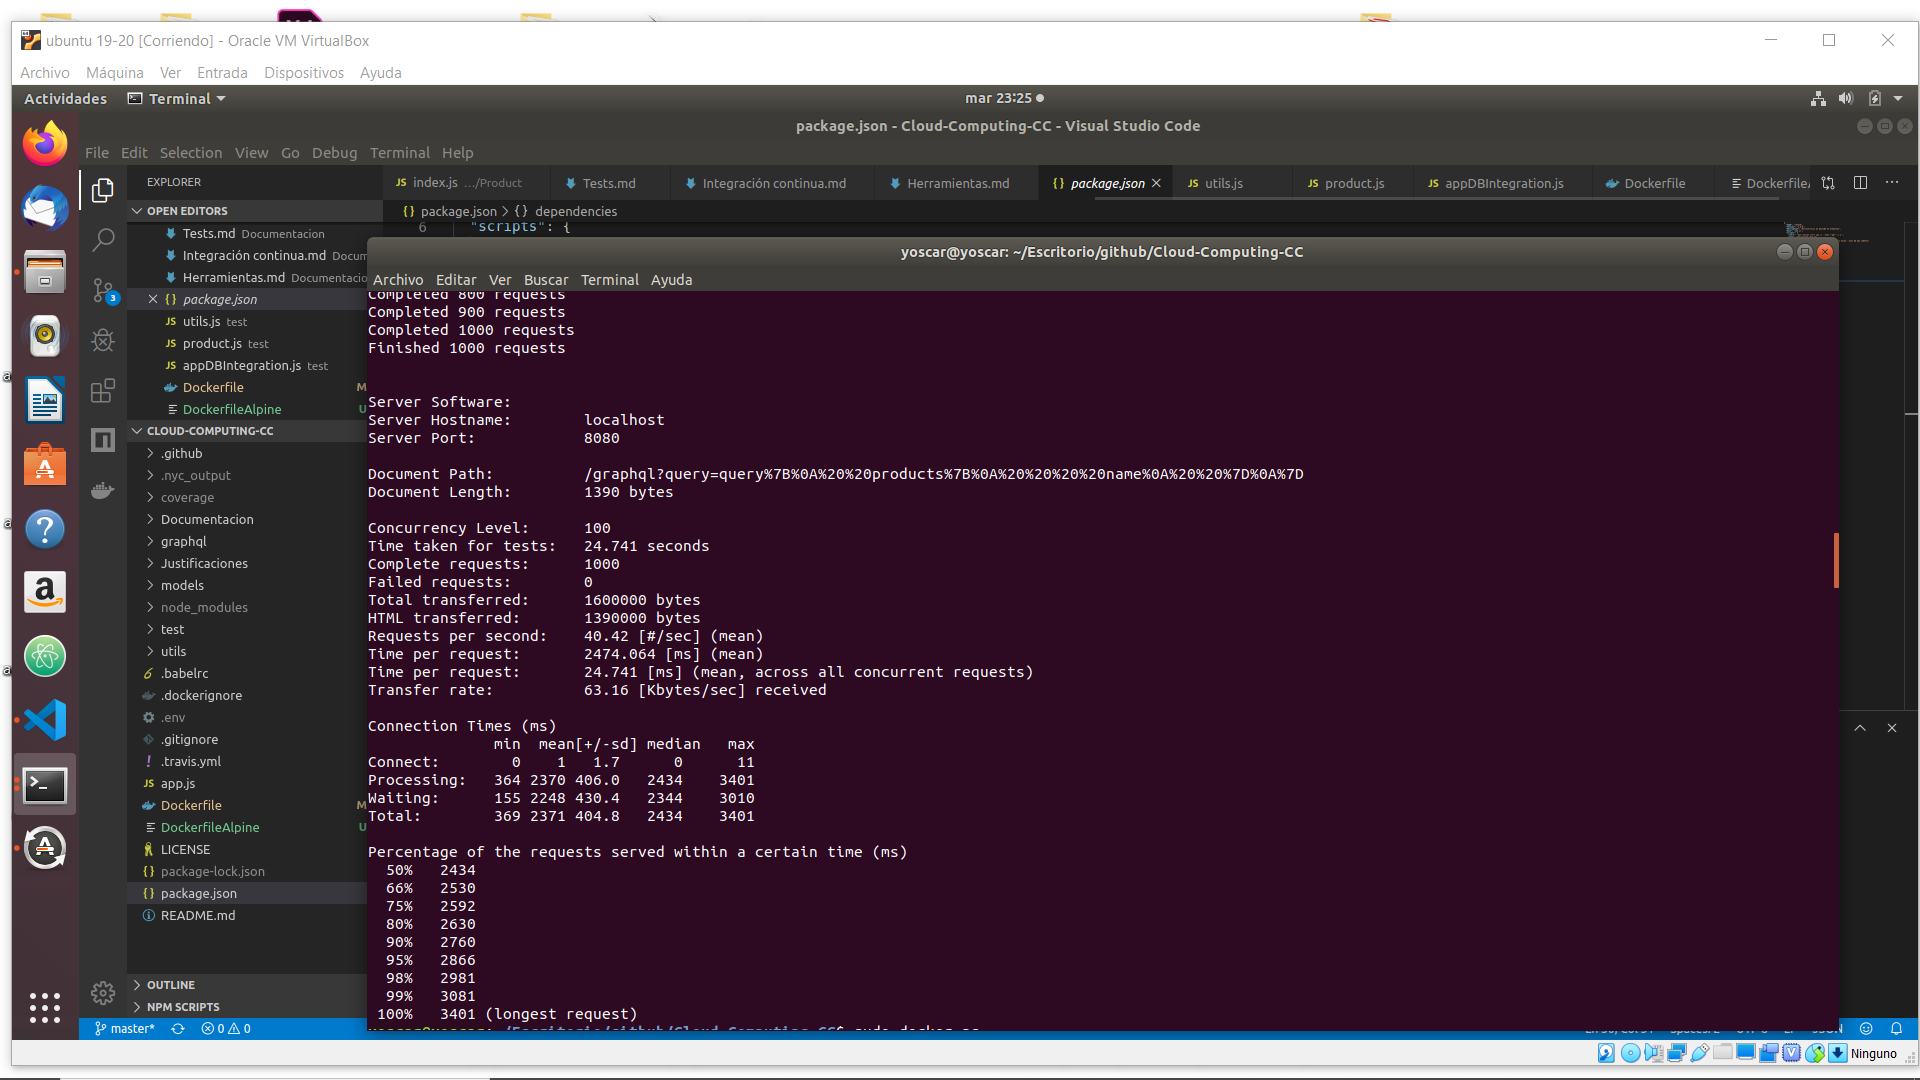 ubuntu 19-20 [Corriendo] - Oracle VM VirtualBox
Archivo Máquina Ver Entrada Dispositivos Ayuda
Actividades Terminal mar 23:25
package.json - Cloud-Computing-CC - Visual Studio Code
File Edit Selection View Go Debug Terminal Help
EXPLORER
index.js .../Product Tests.md Integración continua.md Herramientas.md package.json utils.js product.js appDBIntegration.js Dockerfile Dockerfile
OPEN EDITORS
package.json > {} dependencies
6 "scripts": {
Tests.md Documentacion
Integración continua.md Docum
Herramientas.md Documentacio
package.json
utils.js test
product.js test
appDBIntegration.js test
Dockerfile M
DockerfileAlpine U
CLOUD-COMPUTING-CC
.github
.nyc_output
coverage
Documentacion
graphql
Justificaciones
models
node_modules
test
utils
.babelrc
.dockerignore
.env
.gitignore
.travis.yml
app.js
Dockerfile M
DockerfileAlpine U
LICENSE
package-lock.json
package.json
README.md
OUTLINE
NPM SCRIPTS
master* 0 0
yoscar@yoscar: ~/Escritorio/github/Cloud-Computing-CC
Archivo Editar Ver Buscar Terminal Ayuda
Completed 800 requests
Completed 900 requests
Completed 1000 requests
Finished 1000 requests
Server Software:
Server Hostname: localhost
Server Port: 8080
Document Path: /graphql?query=query%7B%0A%20%20products%7B%0A%20%20%20%20name%0A%20%20%7D%0A%7D
Document Length: 1390 bytes
Concurrency Level: 100
Time taken for tests: 24.741 seconds
Complete requests: 1000
Failed requests: 0
Total transferred: 1600000 bytes
HTML transferred: 1390000 bytes
Requests per second: 40.42 [#/sec] (mean)
Time per request: 2474.064 [ms] (mean)
Time per request: 24.741 [ms] (mean, across all concurrent requests)
Transfer rate: 63.16 [Kbytes/sec] received
Connection Times (ms)
min mean[+/-sd] median max
Connect: 0 1 1.7 0 11
Processing: 364 2370 406.0 2434 3401
Waiting: 155 2248 430.4 2344 3010
Total: 369 2371 404.8 2434 3401
Percentage of the requests served within a certain time (ms)
50% 2434
66% 2530
75% 2592
80% 2630
90% 2760
95% 2866
98% 2981
99% 3081
100% 3401 (longest request)
Ninguno